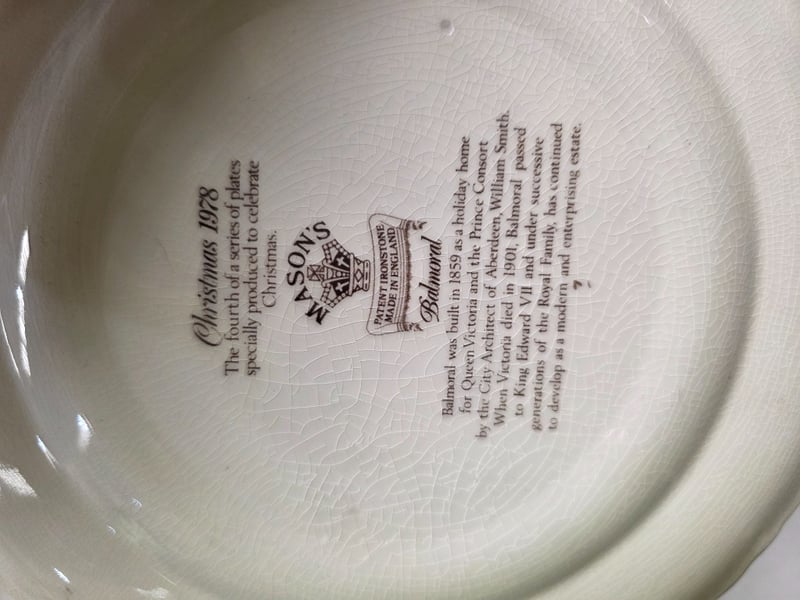 Christmas 1978
The fourth of a series of plates
specially produced to celebrate
Christmas.
MASON'S
PATENT IRONSTONE
MADE IN ENGLAND
Balmoral
Balmoral was built in 1859 as a holiday home
for Queen Victoria and the Prince Consort
by the City Architect of Aberdeen, William Smith.
When Victoria died in 1901, Balmoral passed
to King Edward VII and under successive
generations of the Royal Family, has continued
to develop as a modern and enterprising estate.